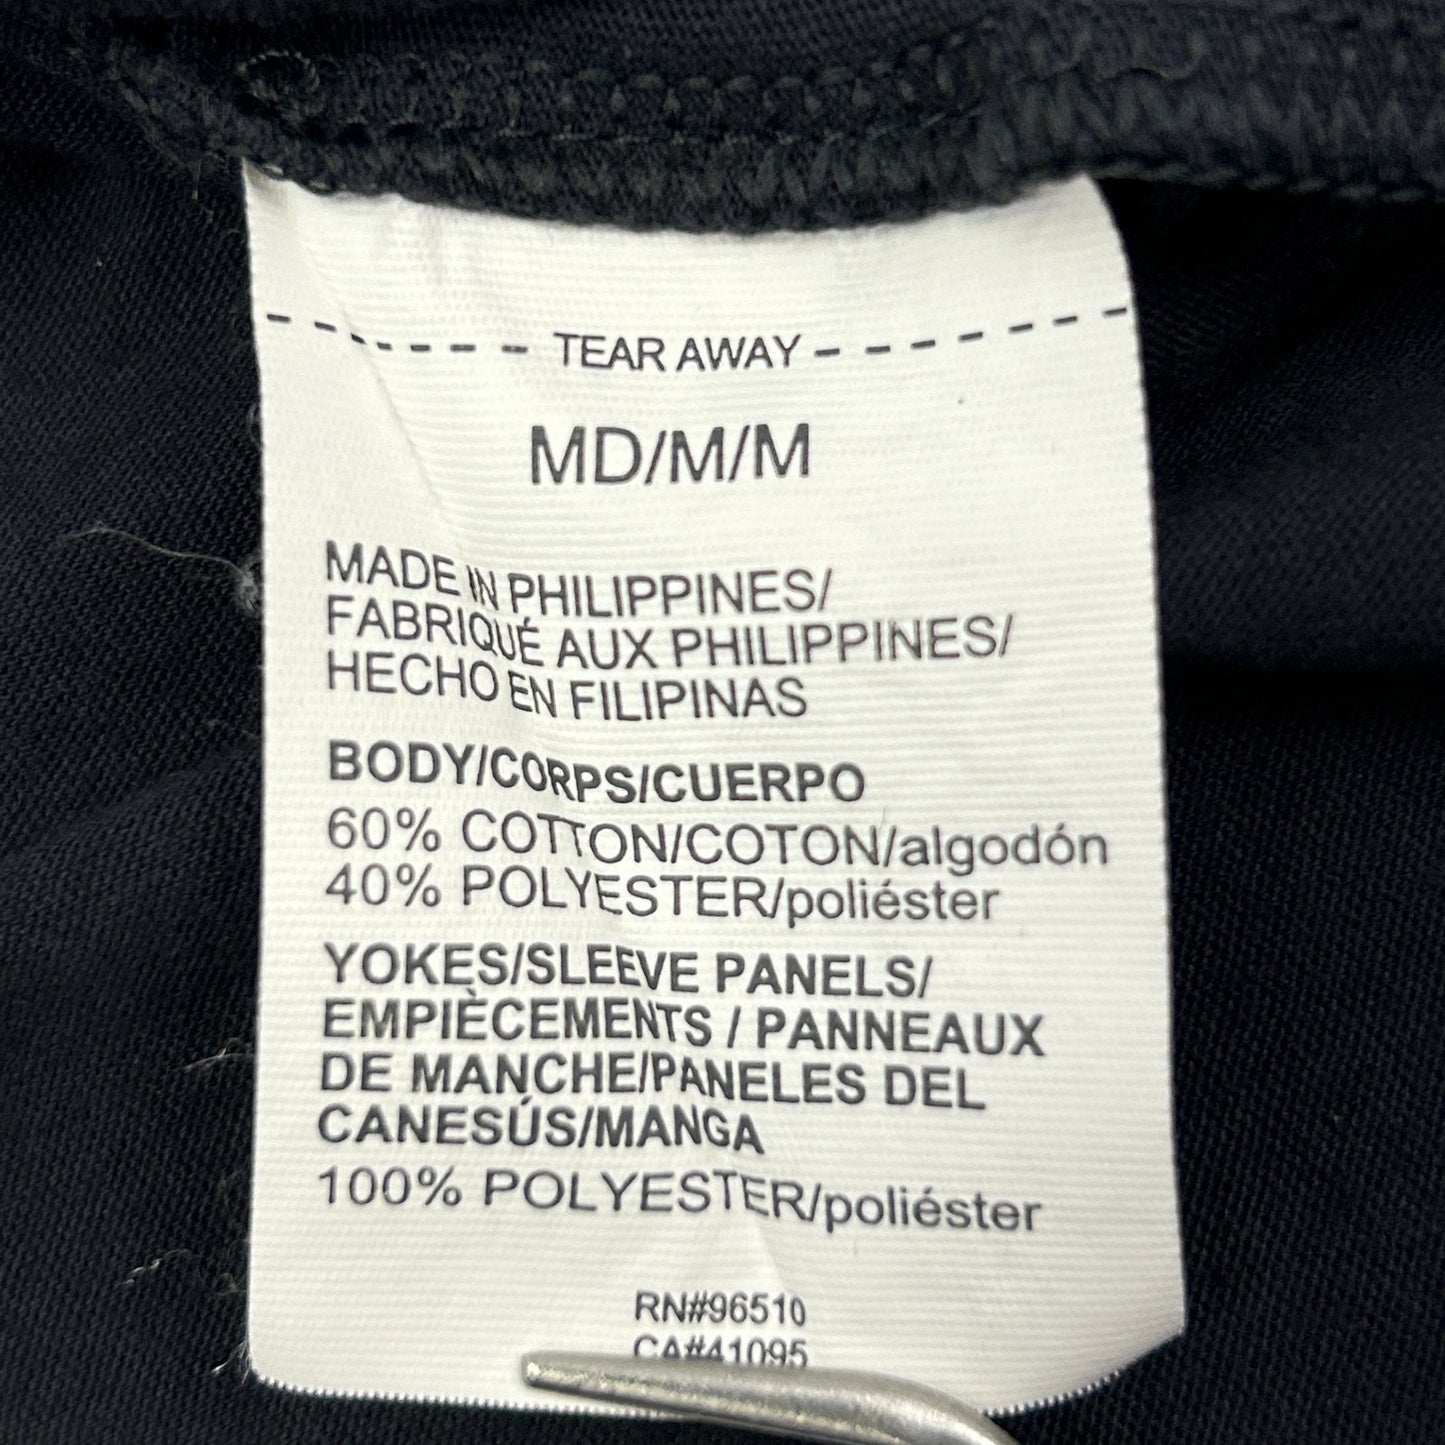 TEAR AWAY
MD/M/M
MADE IN PHILIPPINES/
FABRIQUÉ AUX PHILIPPINES/
HECHO EN FILIPINAS
BODY/CORPS/CUERPO
60% COTTON/COTON/algodón
40% POLYESTER/poliéster
YOKES/SLEEVE PANELS/
EMPIÈCEMENTS / PANNEAUX
DE MANCHE/PANELES DEL
CANESÚS/MANGA
100% POLYESTER/poliéster
RN#96510
CA#41095